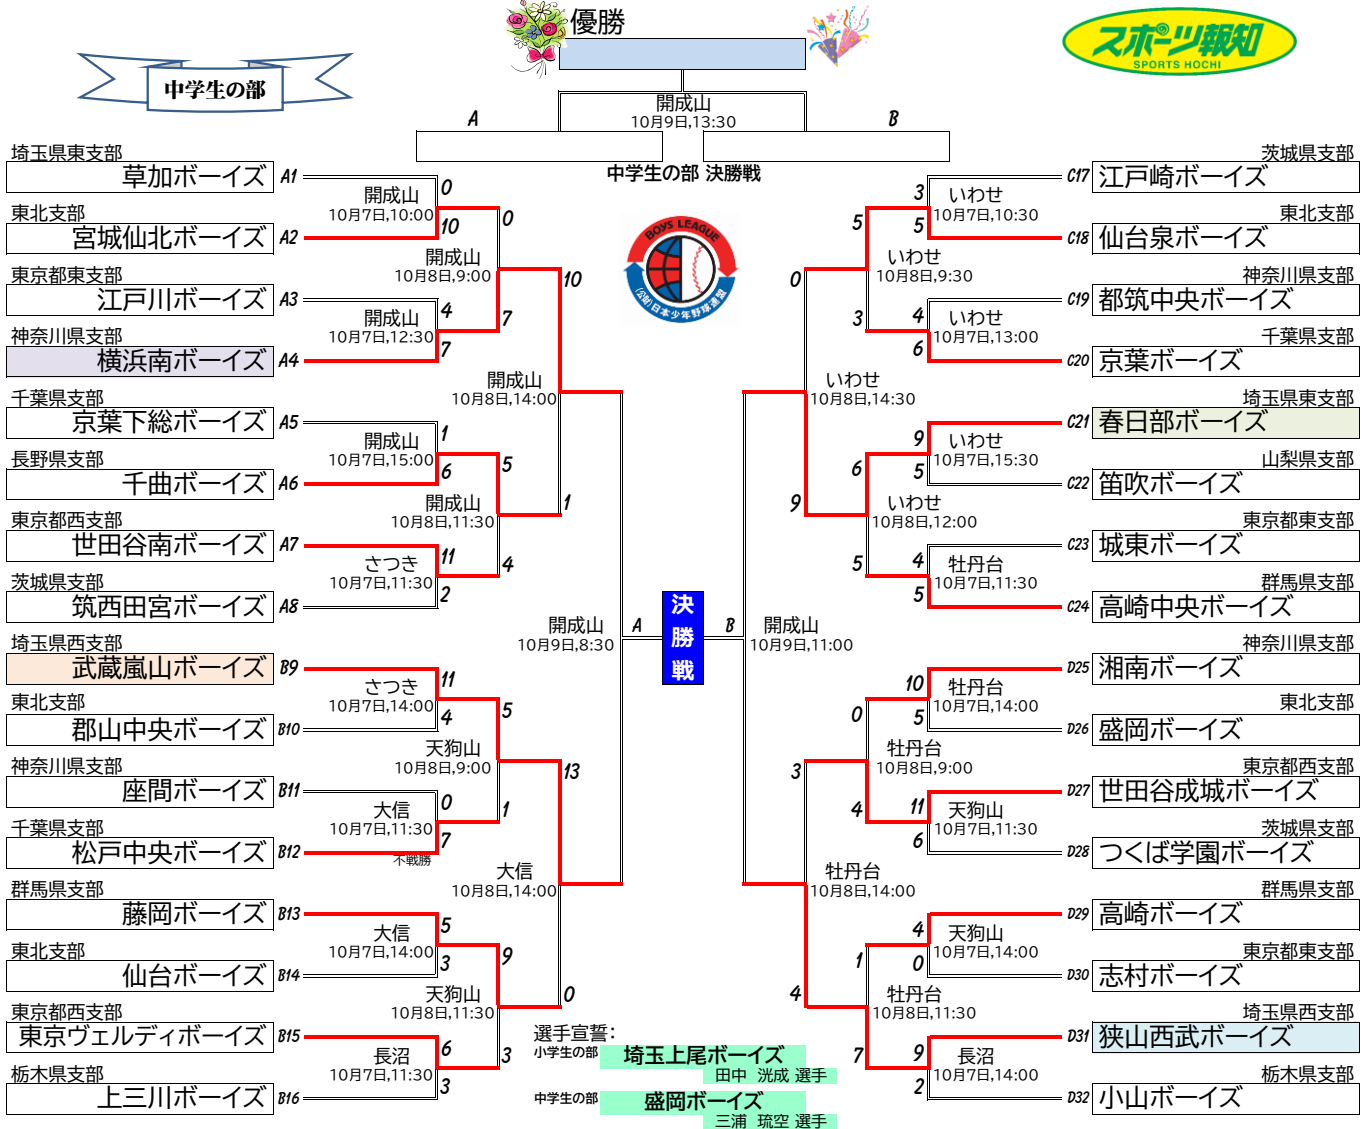 優勝
スポーツ報知
SPORTS HOCHI
中学生の部
開成山
10月9日,13:30
A
B
中学生の部 決勝戦
BOYS LEAGUE
(公財)日本少年野球連盟
埼玉県東支部
草加ボーイズ A1
開成山
10月7日,10:00
0
10
東北支部
宮城仙北ボーイズ A2
開成山
10月8日,9:00
0
7
東京都東支部
江戸川ボーイズ A3
開成山
10月7日,12:30
4
7
神奈川県支部
横浜南ボーイズ A4
開成山
10月8日,14:00
10
1
千葉県支部
京葉下総ボーイズ A5
開成山
10月7日,15:00
1
6
長野県支部
千曲ボーイズ A6
開成山
10月8日,11:30
5
4
東京都西支部
世田谷南ボーイズ A7
さつき
10月7日,11:30
11
2
茨城県支部
筑西田宮ボーイズ A8
開成山
10月9日,8:30
A
決勝戦
B
開成山
10月9日,11:00
埼玉県西支部
武蔵嵐山ボーイズ B9
さつき
10月7日,14:00
11
4
東北支部
郡山中央ボーイズ B10
天狗山
10月8日,9:00
5
1
神奈川県支部
座間ボーイズ B11
大信
10月7日,11:30
0
7
不戦勝
千葉県支部
松戸中央ボーイズ B12
大信
10月8日,14:00
13
0
群馬県支部
藤岡ボーイズ B13
大信
10月7日,14:00
5
3
東北支部
仙台ボーイズ B14
天狗山
10月8日,11:30
9
3
東京都西支部
東京ヴェルディボーイズ B15
長沼
10月7日,11:30
6
3
栃木県支部
上三川ボーイズ B16
茨城県支部
C17 江戸崎ボーイズ
いわせ
10月7日,10:30
3
5
東北支部
C18 仙台泉ボーイズ
いわせ
10月8日,9:30
5
3
神奈川県支部
C19 都筑中央ボーイズ
いわせ
10月7日,13:00
4
6
千葉県支部
C20 京葉ボーイズ
いわせ
10月8日,14:30
0
9
埼玉県東支部
C21 春日部ボーイズ
いわせ
10月7日,15:30
9
5
山梨県支部
C22 笛吹ボーイズ
いわせ
10月8日,12:00
6
5
東京都東支部
C23 城東ボーイズ
牡丹台
10月7日,11:30
4
5
群馬県支部
C24 高崎中央ボーイズ
神奈川県支部
D25 湘南ボーイズ
牡丹台
10月7日,14:00
10
5
東北支部
D26 盛岡ボーイズ
牡丹台
10月8日,9:00
0
4
東京都西支部
D27 世田谷成城ボーイズ
天狗山
10月7日,11:30
11
6
茨城県支部
D28 つくば学園ボーイズ
牡丹台
10月8日,14:00
3
4
群馬県支部
D29 高崎ボーイズ
天狗山
10月7日,14:00
4
0
東京都東支部
D30 志村ボーイズ
牡丹台
10月8日,11:30
1
7
埼玉県西支部
D31 狭山西武ボーイズ
長沼
10月7日,14:00
9
2
栃木県支部
D32 小山ボーイズ
選手宣誓：
小学生の部 埼玉上尾ボーイズ
田中 洸成 選手
中学生の部 盛岡ボーイズ
三浦 琉空 選手